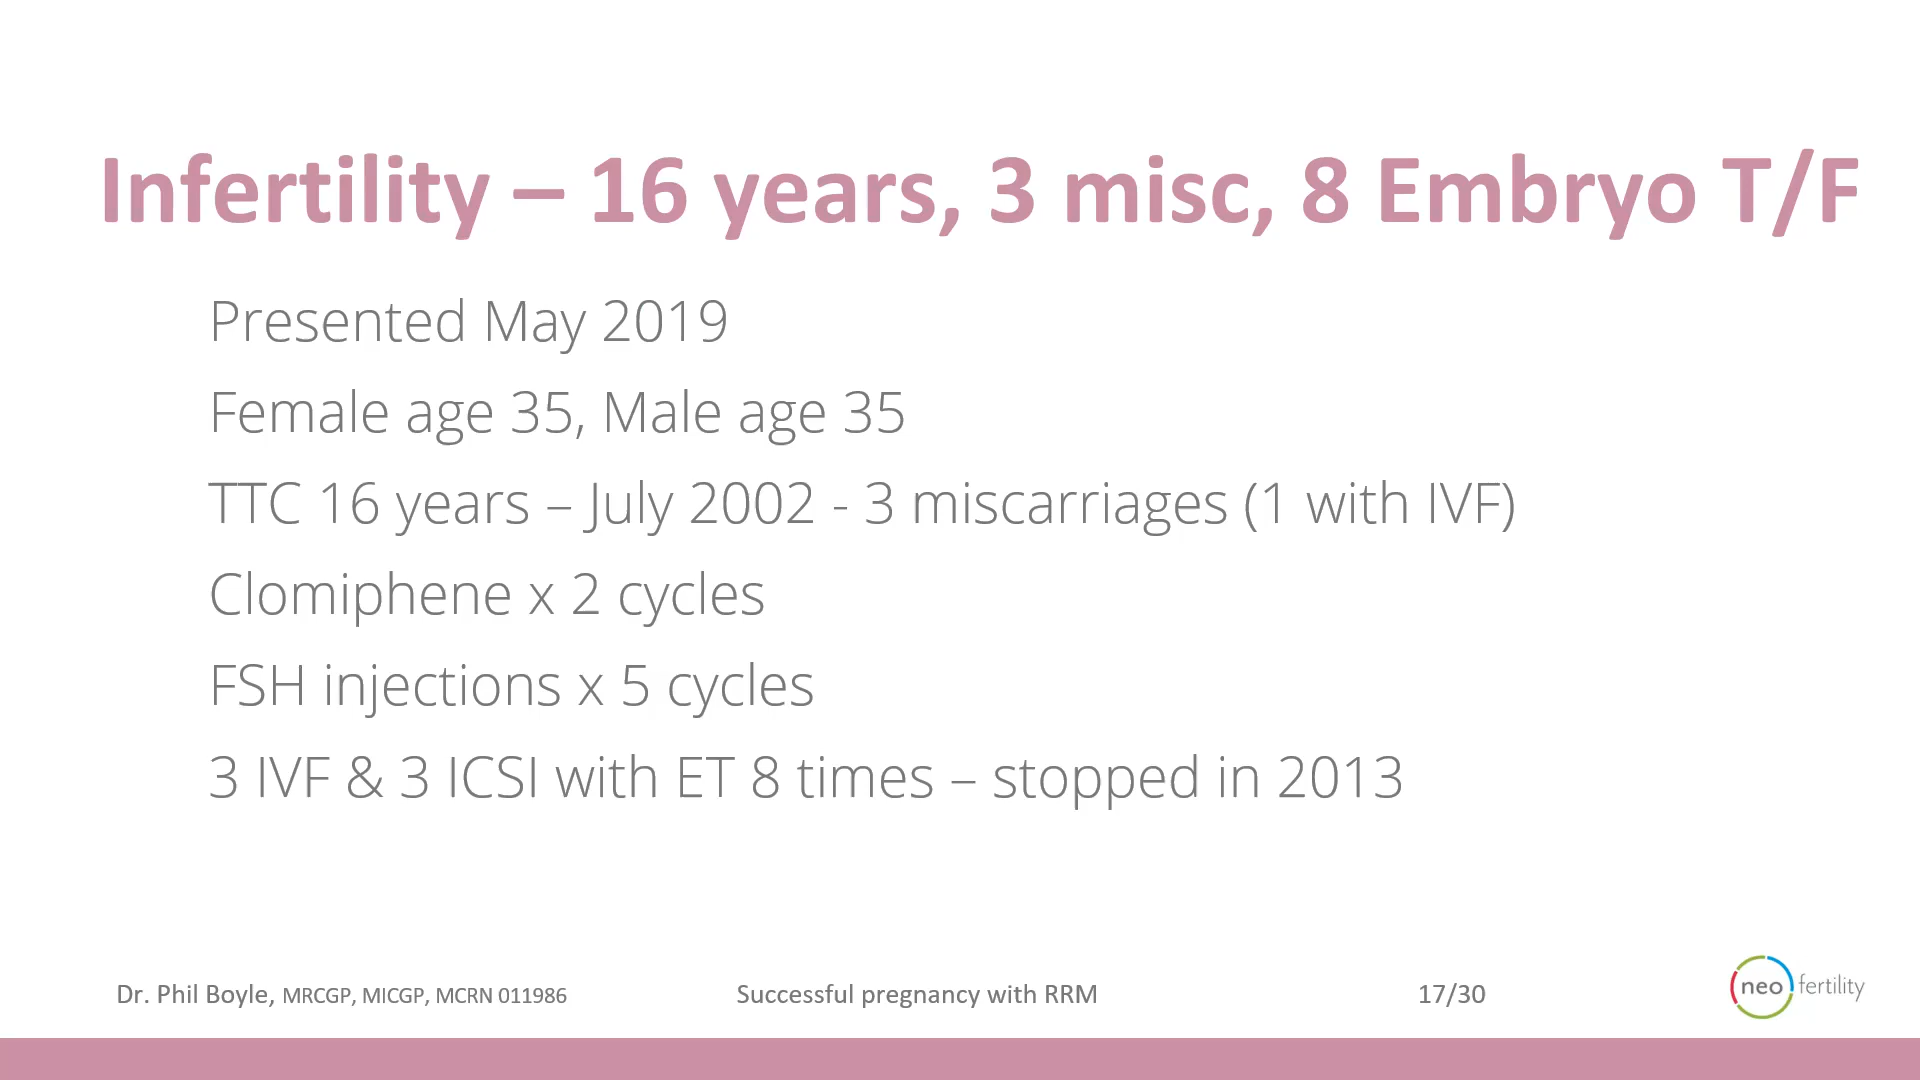 Infertility – 16 years, 3 misc, 8 Embryo T/F
Presented May 2019
Female age 35, Male age 35
TTC 16 years – July 2002 - 3 miscarriages (1 with IVF)
Clomiphene x 2 cycles
FSH injections x 5 cycles
3 IVF & 3 ICSI with ET 8 times – stopped in 2013
Dr. Phil Boyle, MRCGP, MICGP, MCRN 011986
Successful pregnancy with RRM
17/30
neo fertility